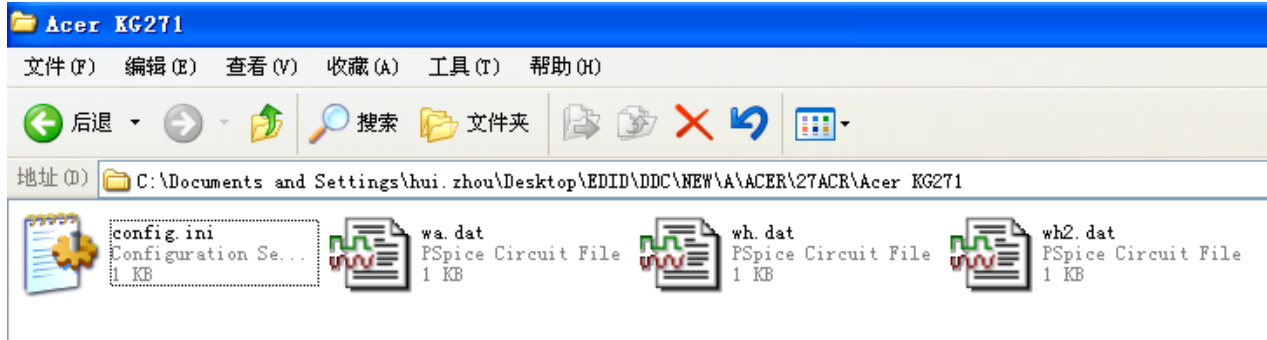 Acer KG271
文件(F) 编辑(E) 查看(V) 收藏(A) 工具(T) 帮助(H)
后退 搜索 文件夹
地址(D) C:\Documents and Settings\hui.zhou\Desktop\EDID\DDC\NEW\A\ACER\27ACR\Acer KG271
config.ini
Configuration Se...
1 KB
wa.dat
PSpice Circuit File
1 KB
wh.dat
PSpice Circuit File
1 KB
wh2.dat
PSpice Circuit File
1 KB